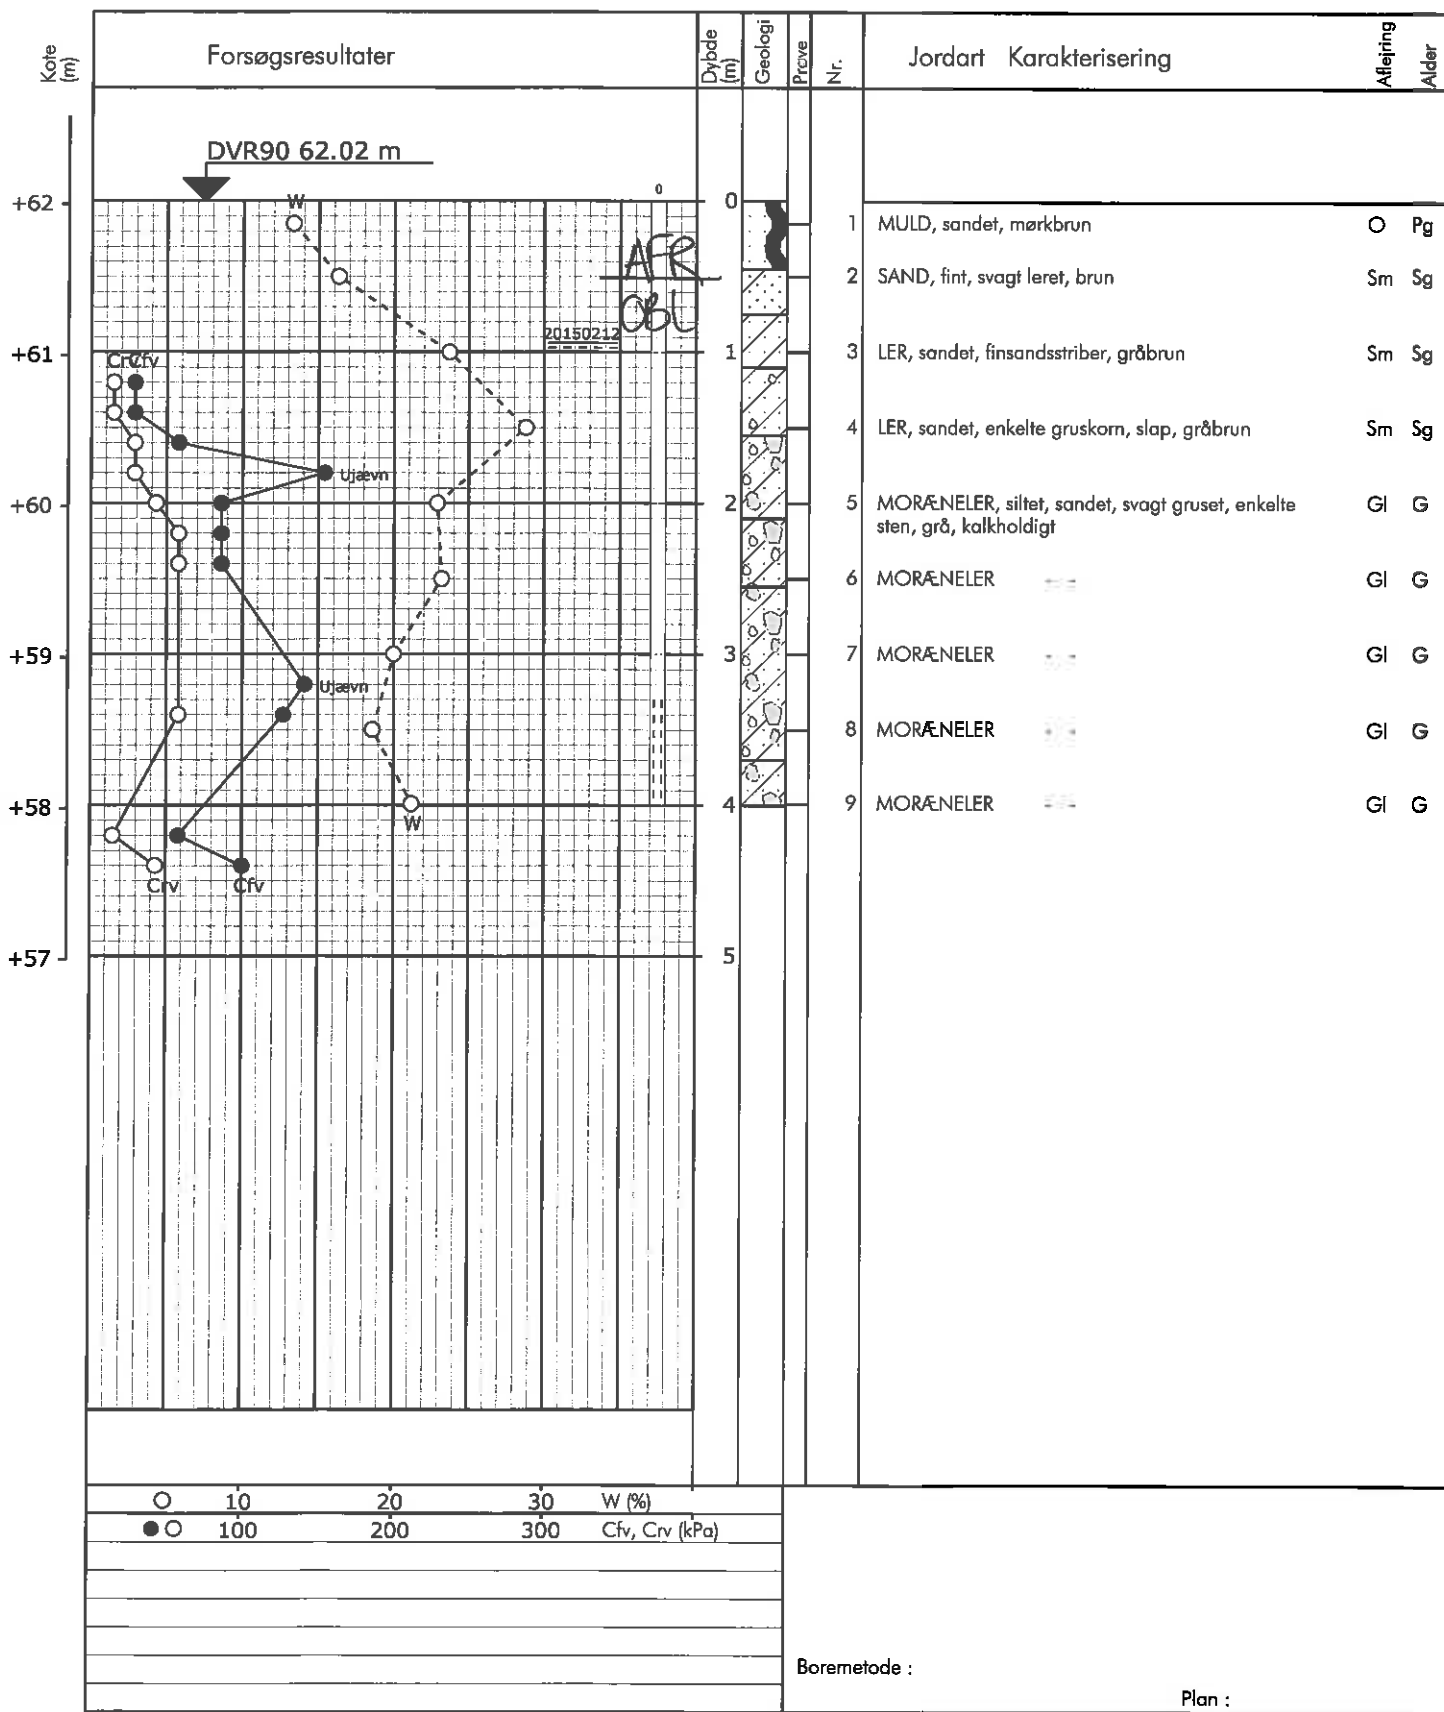 Kote (m)
Forsøgsresultater
Dybde (m)
Geologi
Prøve
Nr.
Jordart Karakterisering
Aflejring
Alder
DVR90 62.02 m
+62
W
0
0
1 MULD, sandet, mørkbrun O Pg
AFR
2 SAND, fint, svagt leret, brun Sm Sg
OBL
20150212
+61
1
3 LER, sandet, finsandsstriber, gråbrun Sm Sg
Crv Cfv
4 LER, sandet, enkelte gruskorn, slap, gråbrun Sm Sg
Ujævn
+60
2
5 MORÆNELER, siltet, sandet, svagt gruset, enkelte Gl G
sten, grå, kalkholdigt
6 MORÆNELER Gl G
+59
3
7 MORÆNELER Gl G
Ujævn
8 MORÆNELER Gl G
+58
4
9 MORÆNELER Gl G
W
Crv Cfv
+57
5
10 20 30 W (%)
100 200 300 Cfv, Crv (kPa)
Boremetode :
Plan :